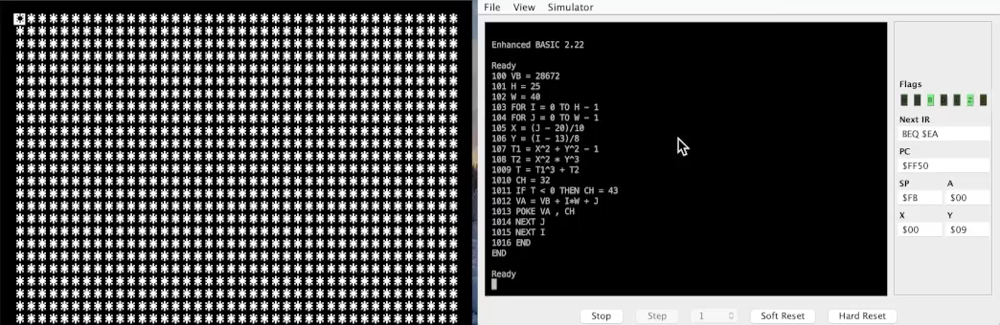 File View Simulator
Enhanced BASIC 2.22
Ready
100 VB = 28672
101 H = 25
102 W = 40
103 FOR I = 0 TO H - 1
104 FOR J = 0 TO W - 1
105 X = (J - 20)/10
106 Y = (I - 13)/8
107 T1 = X^2 + Y^2 - 1
108 T2 = X^2 * Y^3
1009 T = T1^3 + T2
1010 CH = 32
1011 IF T < 0 THEN CH = 43
1012 VA = VB + I*W + J
1013 POKE VA , CH
1014 NEXT J
1015 NEXT I
1016 END
END
Ready
Flags
B Z
Next IR
BEQ $EA
PC
$FF50
SP A
$FB $00
X Y
$00 $09
Stop Step 1 Soft Reset Hard Reset